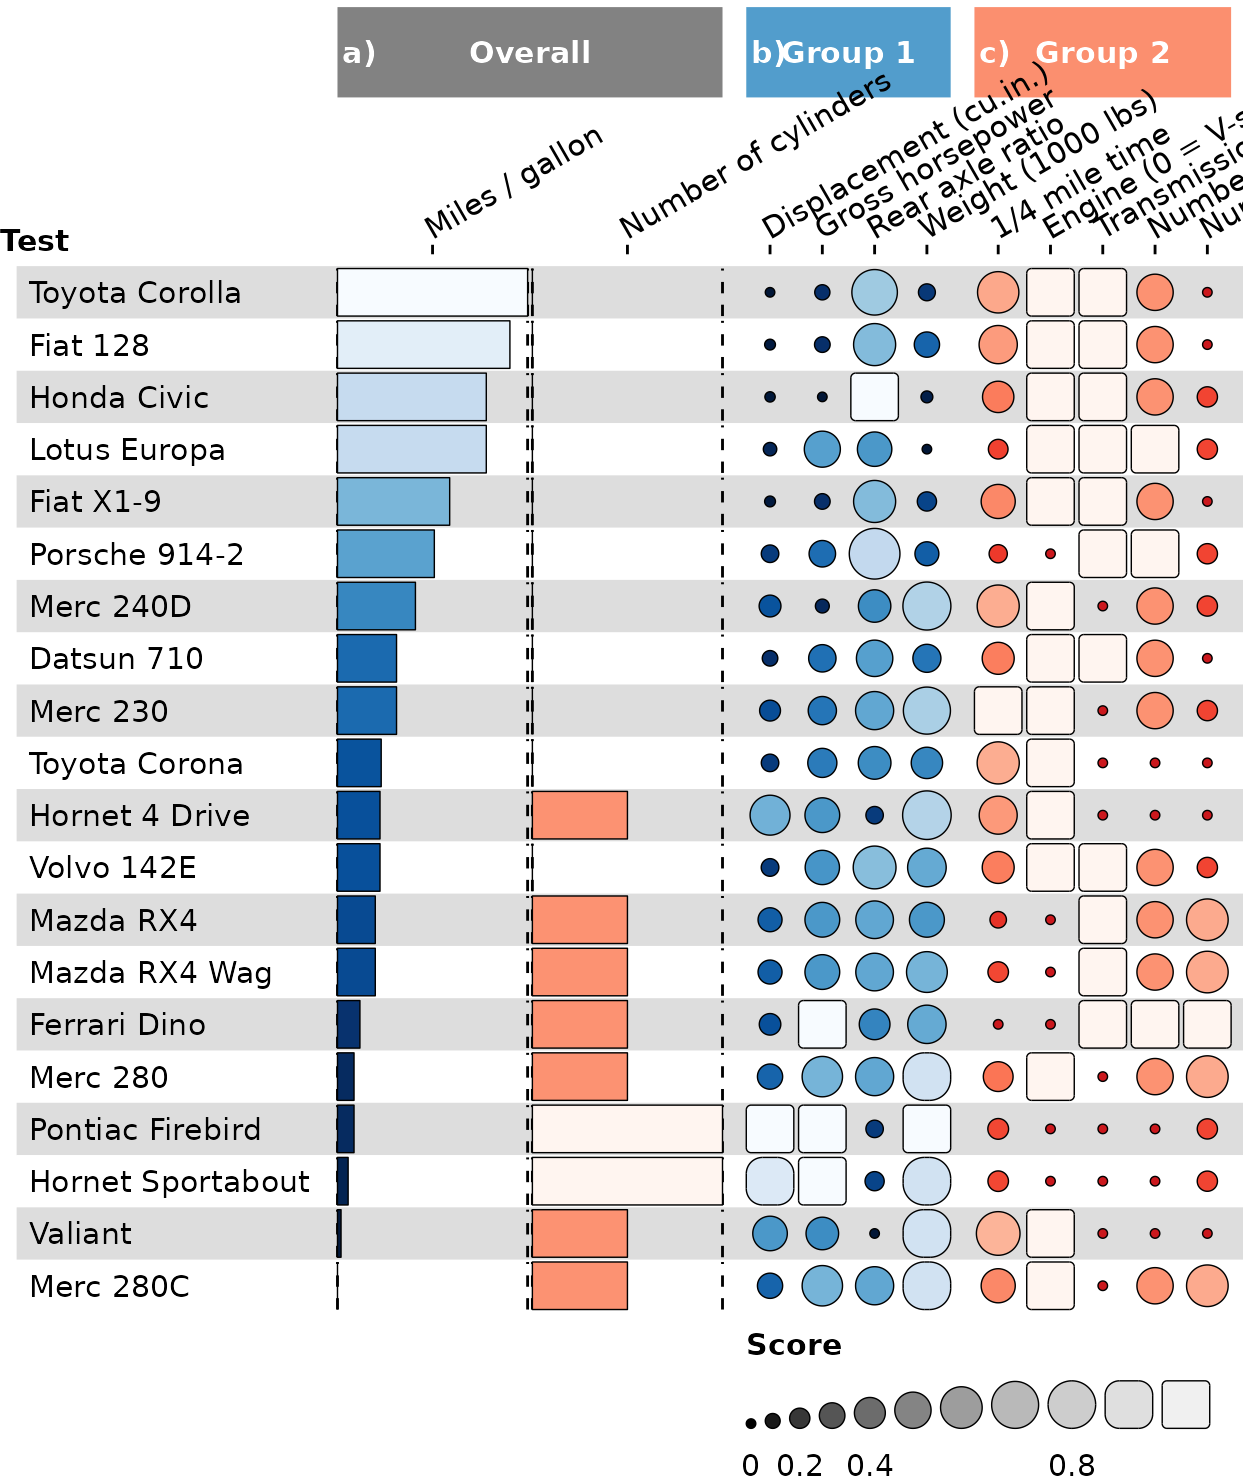 a) Overall b) Group 1 c) Group 2
Miles / gallon
Number of cylinders
Displacement (cu.in.)
Gross horsepower
Rear axle ratio
Weight (1000 lbs)
1/4 mile time
Engine (0 = V-s
Transmissio
Numbe
Nu
Test
Toyota Corolla
Fiat 128
Honda Civic
Lotus Europa
Fiat X1-9
Porsche 914-2
Merc 240D
Datsun 710
Merc 230
Toyota Corona
Hornet 4 Drive
Volvo 142E
Mazda RX4
Mazda RX4 Wag
Ferrari Dino
Merc 280
Pontiac Firebird
Hornet Sportabout
Valiant
Merc 280C
Score
0 0.2 0.4 0.8